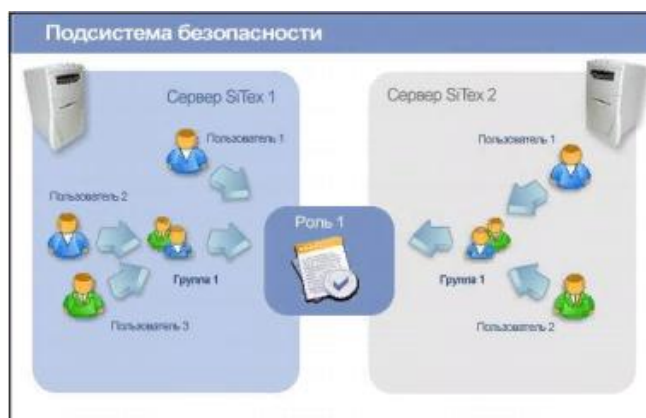 Подсистема безопасности
Сервер SiTex 1
Сервер SiTex 2
Пользователь 1
Пользователь 1
Пользователь 2
Роль 1
Группа 1
Группа 1
Пользователь 3
Пользователь 2